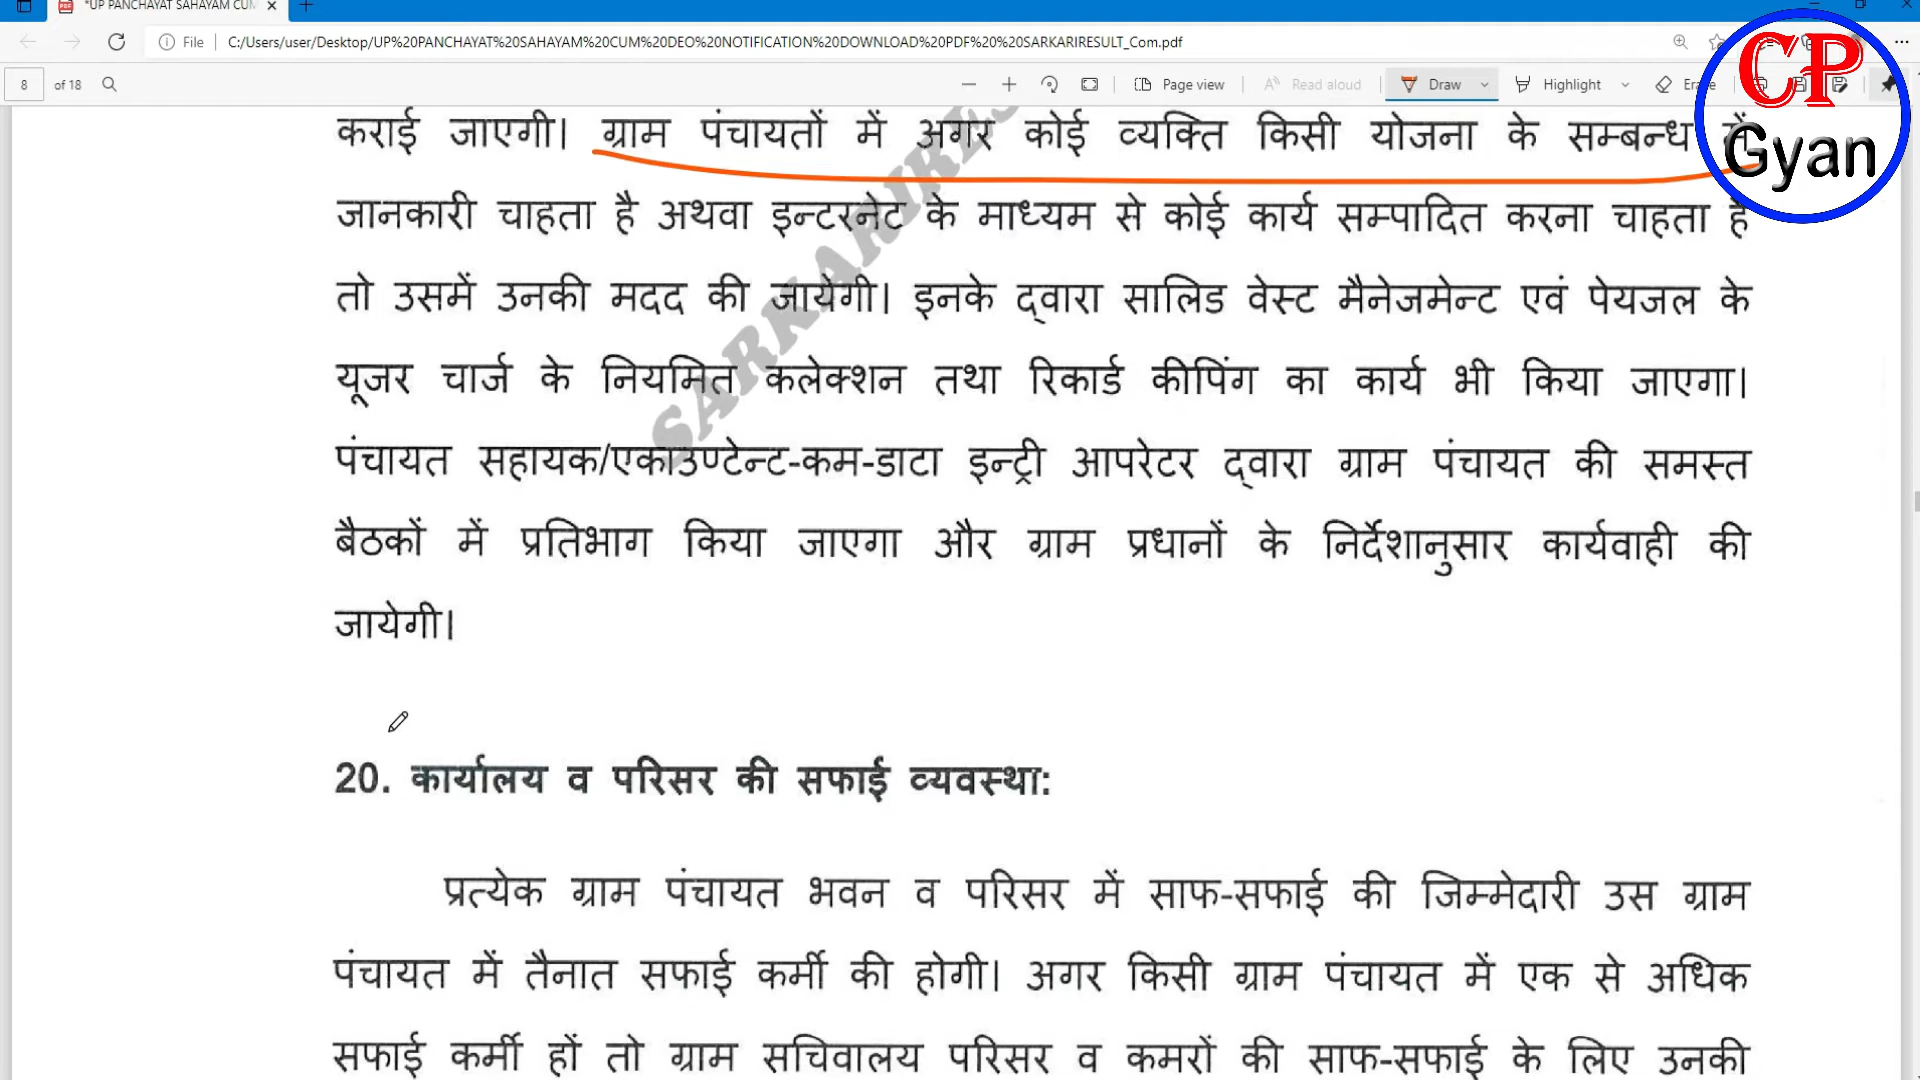 *UP PANCHAYAT SAHAYAM CUM
File C:/Users/user/Desktop/UP%20PANCHAYAT%20SAHAYAM%20CUM%20DEO%20NOTIFICATION%20DOWNLOAD%20PDF%20%20SARKARIRESULT_Com.pdf
8 of 18 Page view Read aloud Draw Highlight
CP
Gyan
कराई जाएगी। ग्राम पंचायतों में अगर कोई व्यक्ति किसी योजना के सम्बन्ध में
जानकारी चाहता है अथवा इन्टरनेट के माध्यम से कोई कार्य सम्पादित करना चाहता है
तो उसमें उनकी मदद की जायेगी। इनके द्वारा सालिड वेस्ट मैनेजमेन्ट एवं पेयजल के
यूजर चार्ज के नियमित कलेक्शन तथा रिकार्ड कीपिंग का कार्य भी किया जाएगा।
पंचायत सहायक/एकाउण्टेन्ट-कम-डाटा इन्ट्री आपरेटर द्वारा ग्राम पंचायत की समस्त
बैठकों में प्रतिभाग किया जाएगा और ग्राम प्रधानों के निर्देशानुसार कार्यवाही की
जायेगी।
20. कार्यालय व परिसर की सफाई व्यवस्था:
प्रत्येक ग्राम पंचायत भवन व परिसर में साफ-सफाई की जिम्मेदारी उस ग्राम
पंचायत में तैनात सफाई कर्मी की होगी। अगर किसी ग्राम पंचायत में एक से अधिक
सफाई कर्मी हों तो ग्राम सचिवालय परिसर व कमरों की साफ-सफाई के लिए उनकी